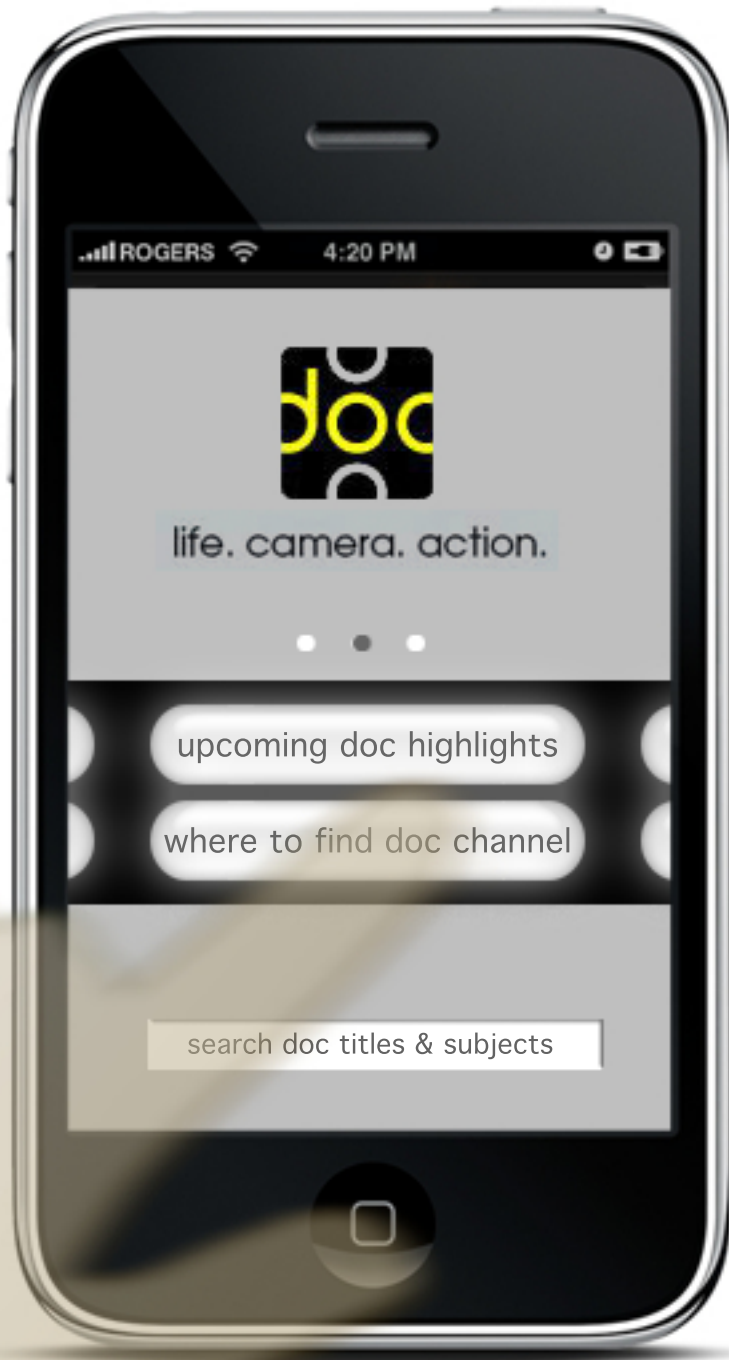 ROGERS 4:20 PM
doc
life. camera. action.
upcoming doc highlights
where to find doc channel
search doc titles & subjects